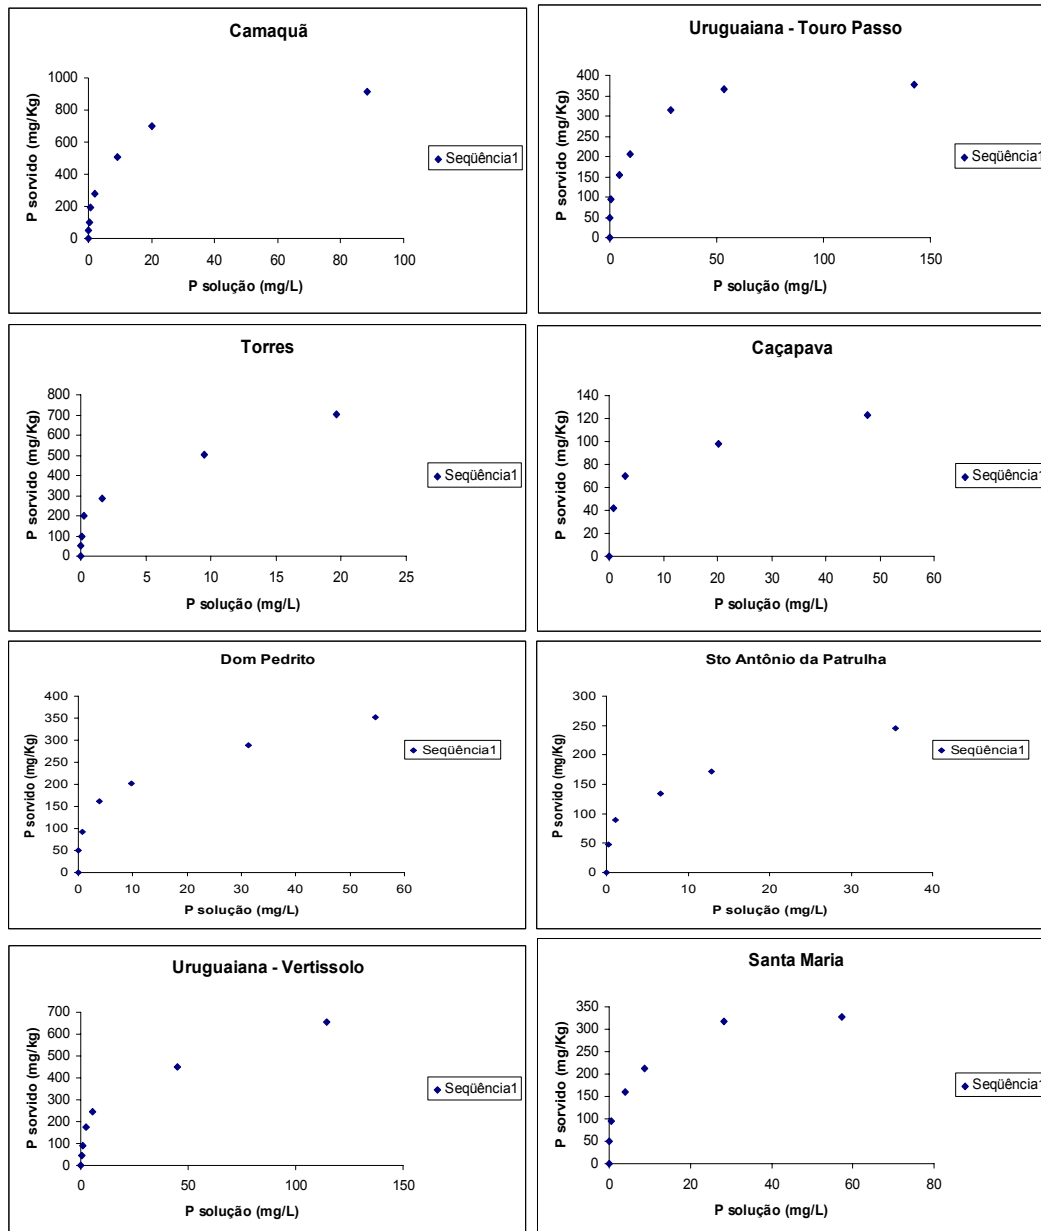 Camaquã
P sorvido (mg/Kg)
1000
800
600
400
200
0
0 20 40 60 80 100
P solução (mg/L)
Seqüência1
Uruguaiana - Touro Passo
P sorvido (mg/Kg)
400
350
300
250
200
150
100
50
0
0 50 100 150
P solução (mg/L)
Seqüência1
Torres
P sorvido (mg/Kg)
800
700
600
500
400
300
200
100
0
0 5 10 15 20 25
P solução (mg/L)
Seqüência1
Caçapava
P sorvido (mg/Kg)
140
120
100
80
60
40
20
0
0 10 20 30 40 50 60
P solução (mg/L)
Seqüência1
Dom Pedrito
P sorvido (mg/Kg)
400
350
300
250
200
150
100
50
0
0 10 20 30 40 50 60
P solução (mg/L)
Seqüência1
Sto Antônio da Patrulha
P sorvido (mg/Kg)
300
250
200
150
100
50
0
0 10 20 30 40
P solução (mg/L)
Seqüência1
Uruguaiana - Vertissolo
P sorvido (mg/Kg)
700
600
500
400
300
200
100
0
0 50 100 150
P solução (mg/L)
Seqüência1
Santa Maria
P sorvido (mg/Kg)
350
300
250
200
150
100
50
0
0 20 40 60 80
P solução (mg/L)
Seqüência1